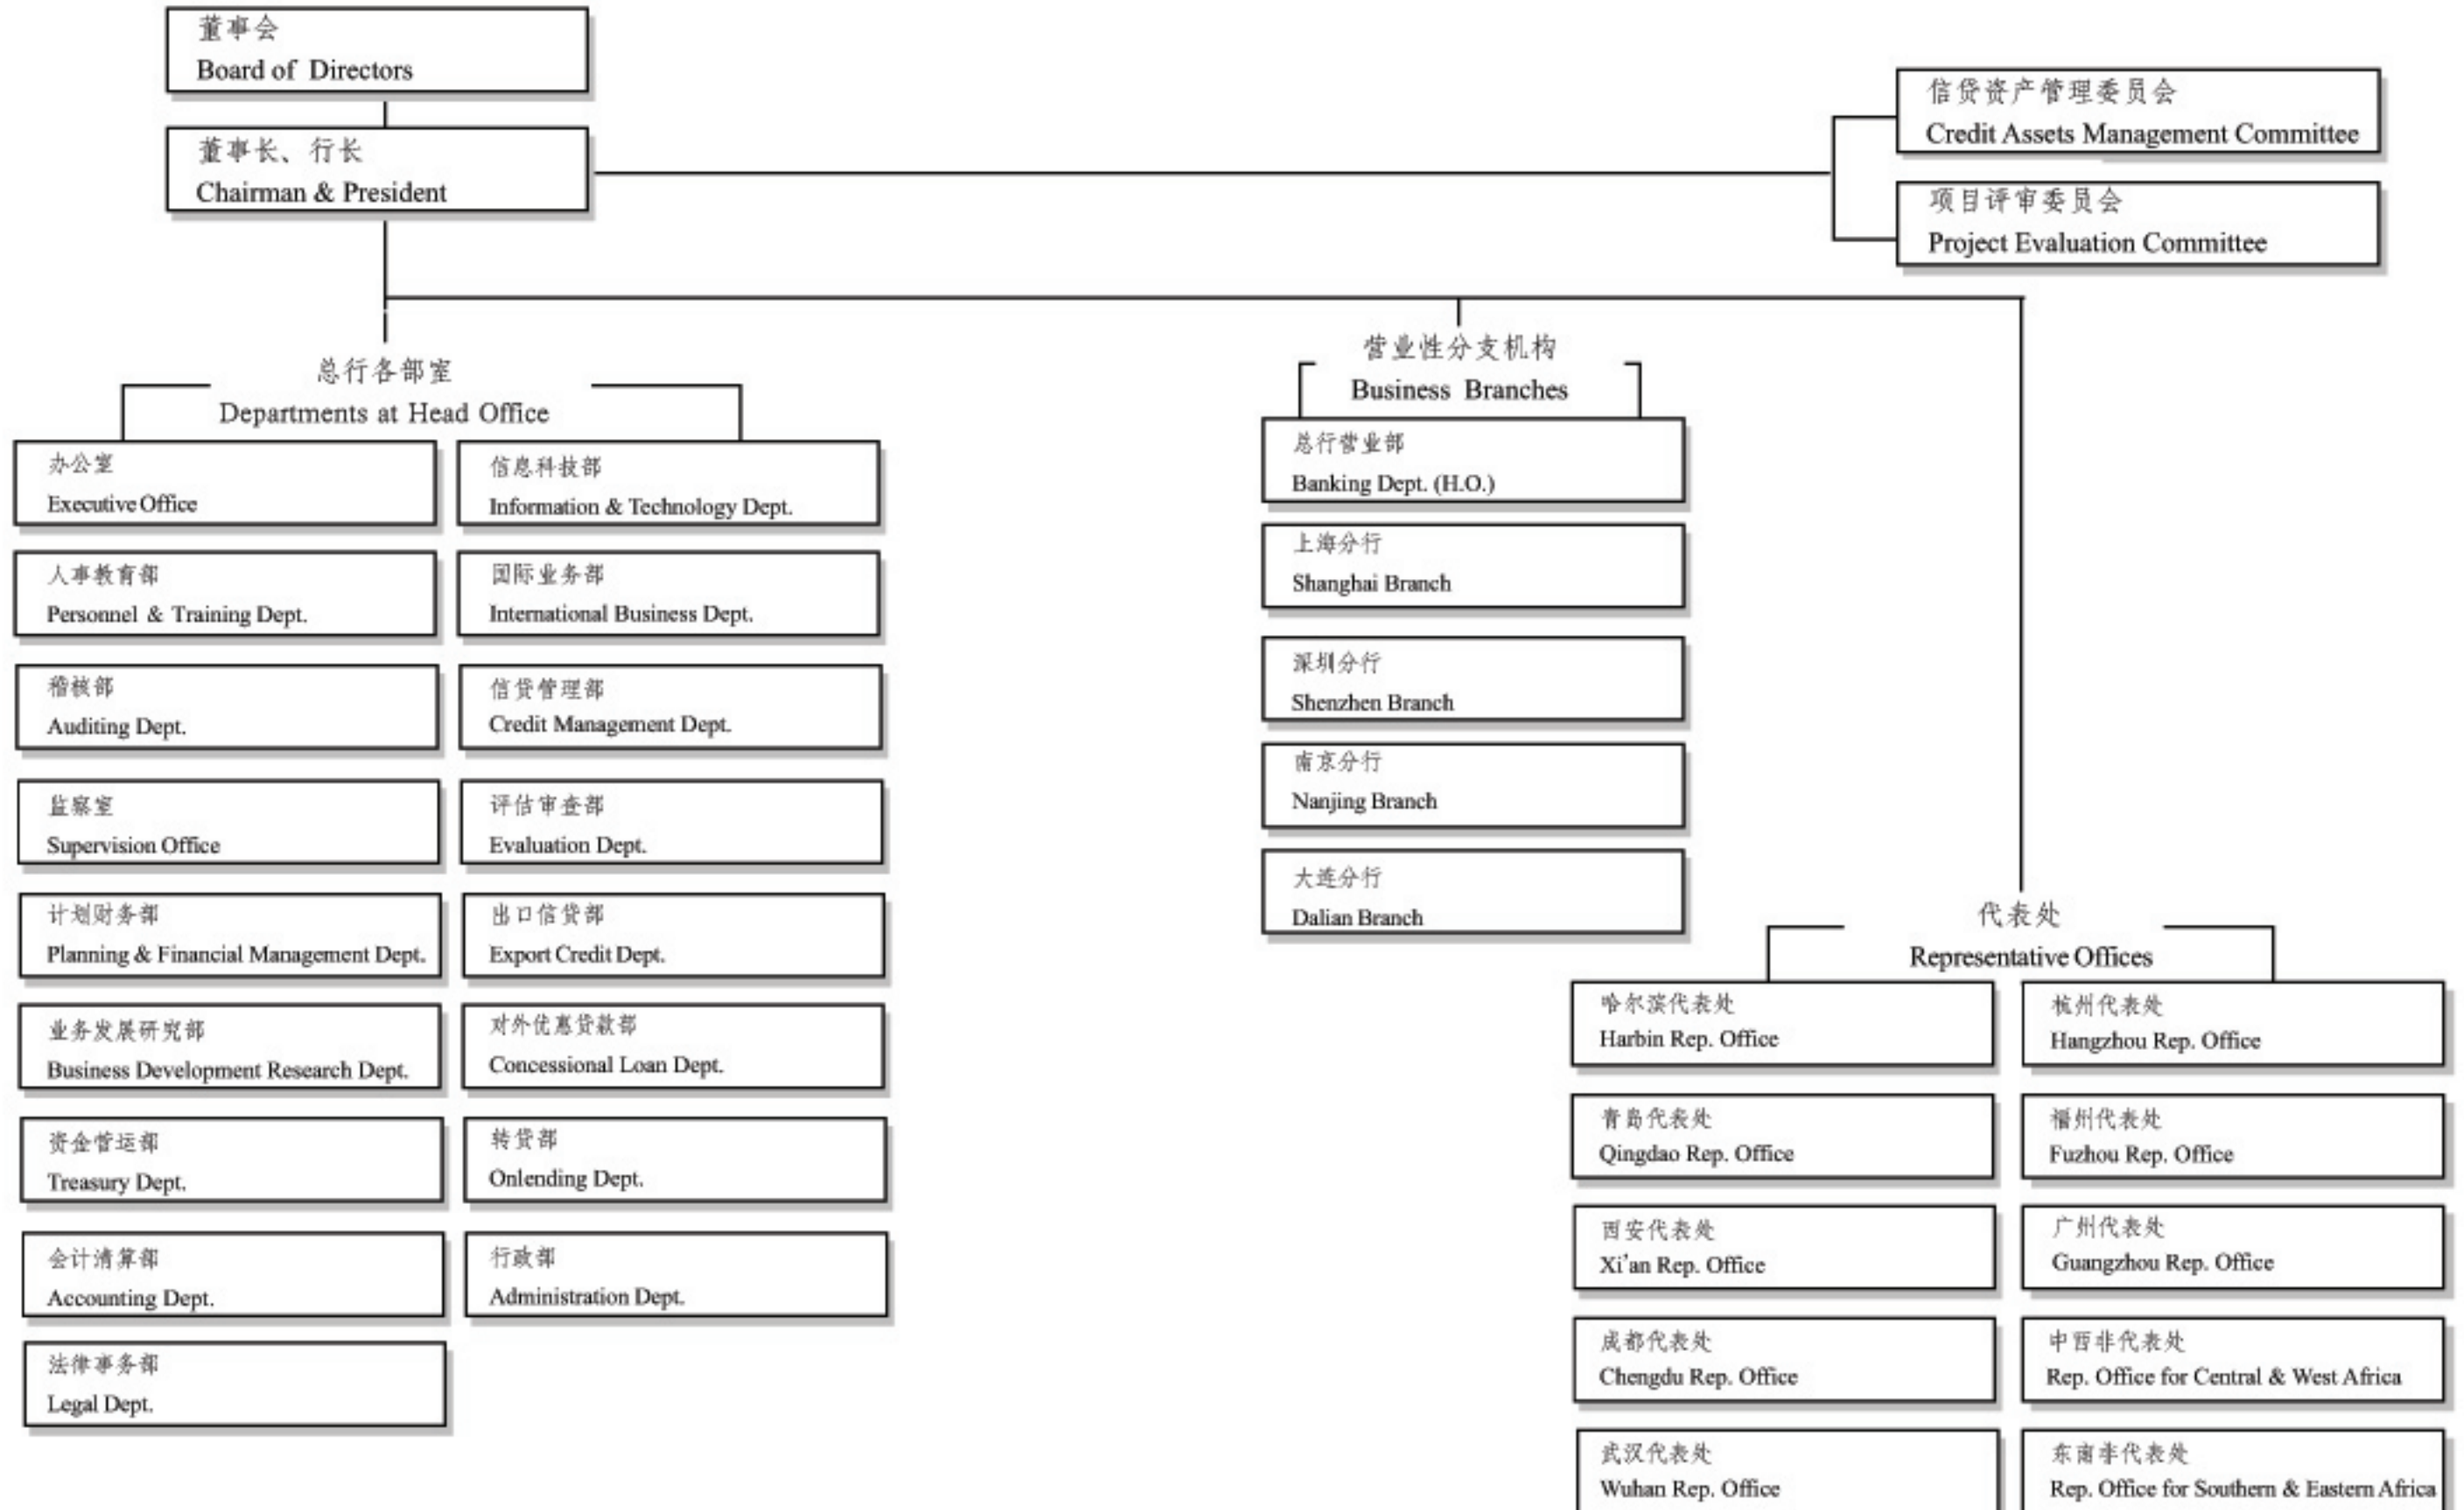 董事会
Board of Directors
董事长、行长
Chairman & President
信贷资产管理委员会
Credit Assets Management Committee
项目评审委员会
Project Evaluation Committee
总行各部室
Departments at Head Office
办公室
Executive Office
人事教育部
Personnel & Training Dept.
稽核部
Auditing Dept.
监察室
Supervision Office
计划财务部
Planning & Financial Management Dept.
业务发展研究部
Business Development Research Dept.
资金营运部
Treasury Dept.
会计清算部
Accounting Dept.
法律事务部
Legal Dept.
信息科技部
Information & Technology Dept.
国际业务部
International Business Dept.
信贷管理部
Credit Management Dept.
评估审查部
Evaluation Dept.
出口信贷部
Export Credit Dept.
对外优惠贷款部
Concessional Loan Dept.
转贷部
Onlending Dept.
行政部
Administration Dept.
营业性分支机构
Business Branches
总行营业部
Banking Dept. (H.O.)
上海分行
Shanghai Branch
深圳分行
Shenzhen Branch
南京分行
Nanjing Branch
大连分行
Dalian Branch
代表处
Representative Offices
哈尔滨代表处
Harbin Rep. Office
青岛代表处
Qingdao Rep. Office
西安代表处
Xi'an Rep. Office
成都代表处
Chengdu Rep. Office
武汉代表处
Wuhan Rep. Office
杭州代表处
Hangzhou Rep. Office
福州代表处
Fuzhou Rep. Office
广州代表处
Guangzhou Rep. Office
中西非代表处
Rep. Office for Central & West Africa
东南非代表处
Rep. Office for Southern & Eastern Africa